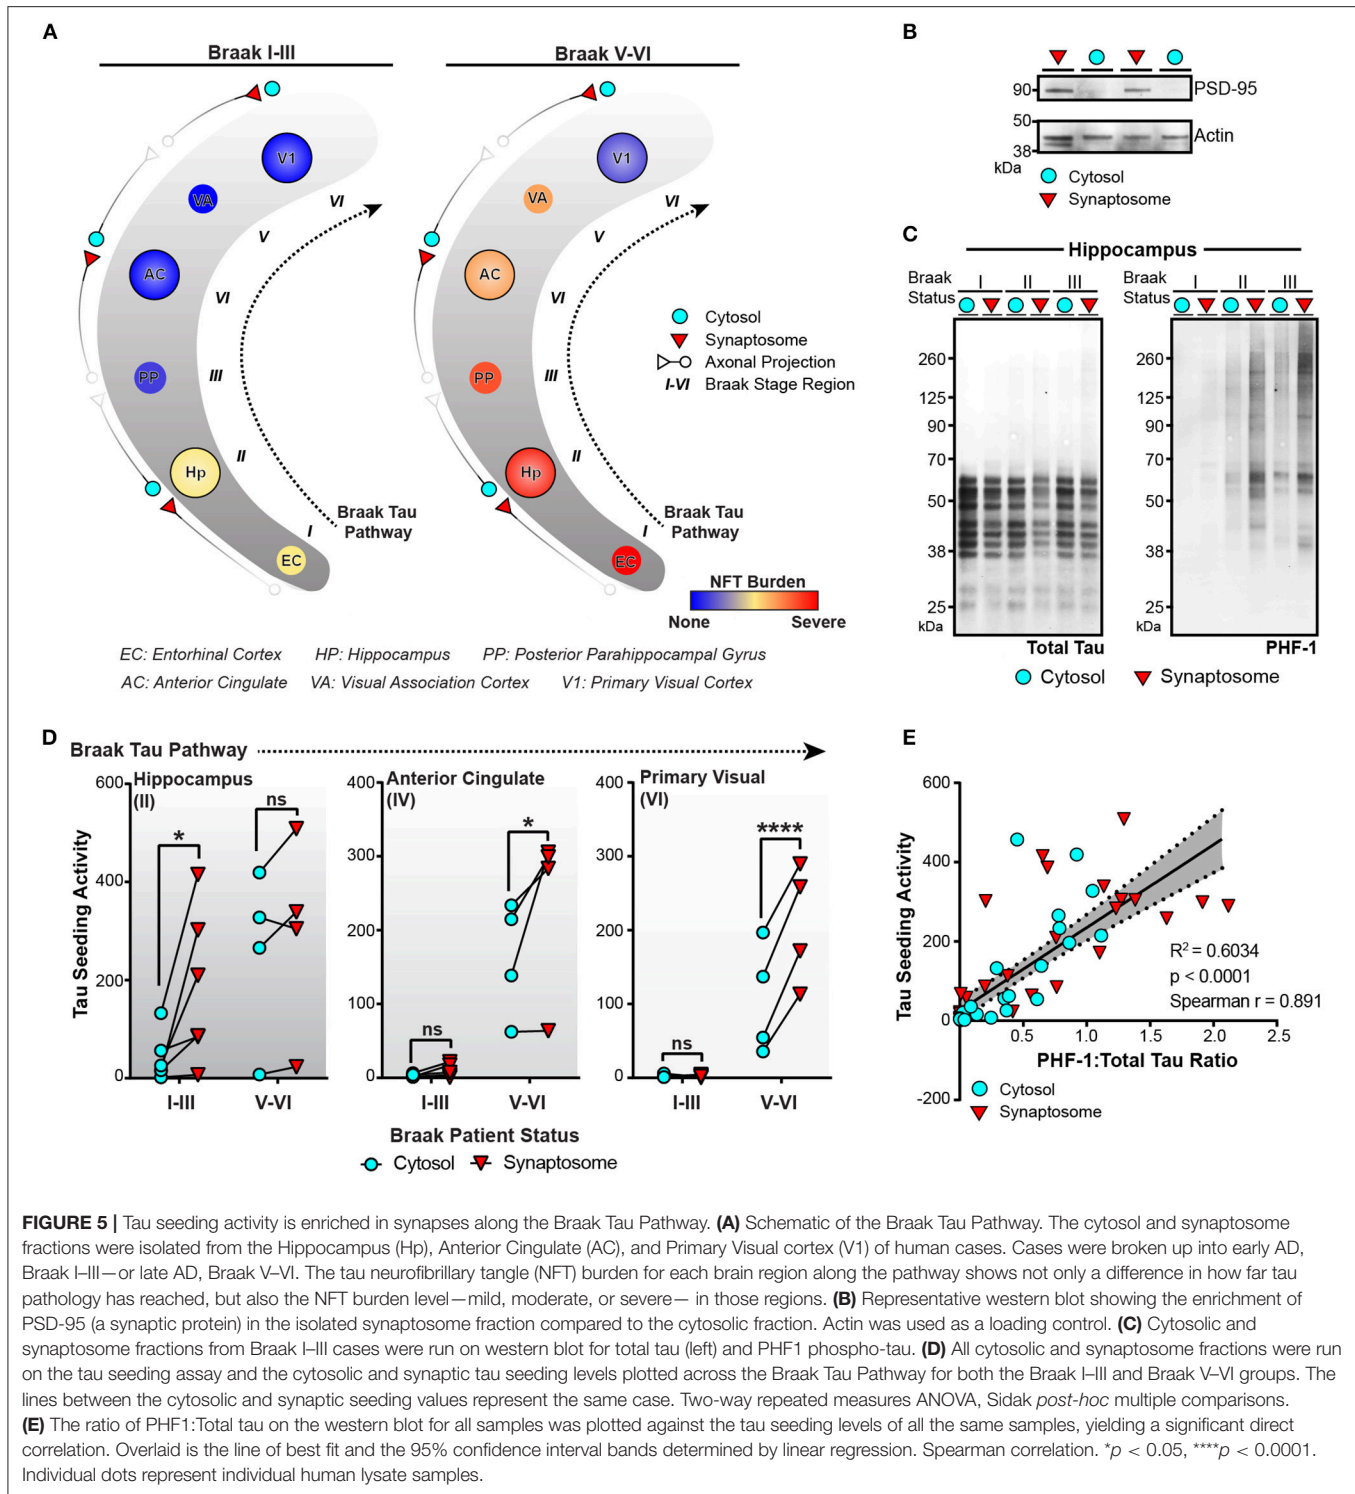 A
Braak I-III
Braak V-VI
V1
VA
AC
PP
Hp
EC
VI
V
VI
III
II
I
Braak Tau
Pathway
V1
VA
AC
PP
Hp
EC
VI
V
VI
III
II
I
Braak Tau
Pathway
Cytosol
Synaptosome
Axonal Projection
I-VI Braak Stage Region
NFT Burden
None Severe
EC: Entorhinal Cortex HP: Hippocampus PP: Posterior Parahippocampal Gyrus
AC: Anterior Cingulate VA: Visual Association Cortex V1: Primary Visual Cortex
B
90 PSD-95
50
Actin
38
kDa
Cytosol
Synaptosome
C
Hippocampus
Braak Status I II III
Braak Status I II III
260
125
90
70
50
38
25
kDa
Total Tau
260
125
90
70
50
38
25
kDa
PHF-1
Cytosol Synaptosome
D
Braak Tau Pathway
Tau Seeding Activity
Hippocampus
(II)
600
400
200
0
* ns
I-III V-VI
Anterior Cingulate
(IV)
400
300
200
100
0
ns *
I-III V-VI
Primary Visual
(VI)
400
300
200
100
0
ns ****
I-III V-VI
Braak Patient Status
Cytosol Synaptosome
E
Tau Seeding Activity
600
400
200
0
-200
0.5 1.0 1.5 2.0 2.5
PHF-1:Total Tau Ratio
R² = 0.6034
p < 0.0001
Spearman r = 0.891
Cytosol
Synaptosome
FIGURE 5 | Tau seeding activity is enriched in synapses along the Braak Tau Pathway. (A) Schematic of the Braak Tau Pathway. The cytosol and synaptosome
fractions were isolated from the Hippocampus (Hp), Anterior Cingulate (AC), and Primary Visual cortex (V1) of human cases. Cases were broken up into early AD,
Braak I–III—or late AD, Braak V–VI. The tau neurofibrillary tangle (NFT) burden for each brain region along the pathway shows not only a difference in how far tau
pathology has reached, but also the NFT burden level—mild, moderate, or severe— in those regions. (B) Representative western blot showing the enrichment of
PSD-95 (a synaptic protein) in the isolated synaptosome fraction compared to the cytosolic fraction. Actin was used as a loading control. (C) Cytosolic and
synaptosome fractions from Braak I–III cases were run on western blot for total tau (left) and PHF1 phospho-tau. (D) All cytosolic and synaptosome fractions were run
on the tau seeding assay and the cytosolic and synaptic tau seeding levels plotted across the Braak Tau Pathway for both the Braak I–III and Braak V–VI groups. The
lines between the cytosolic and synaptic seeding values represent the same case. Two-way repeated measures ANOVA, Sidak post-hoc multiple comparisons.
(E) The ratio of PHF1:Total tau on the western blot for all samples was plotted against the tau seeding levels of all the same samples, yielding a significant direct
correlation. Overlaid is the line of best fit and the 95% confidence interval bands determined by linear regression. Spearman correlation. *p < 0.05, ****p < 0.0001.
Individual dots represent individual human lysate samples.